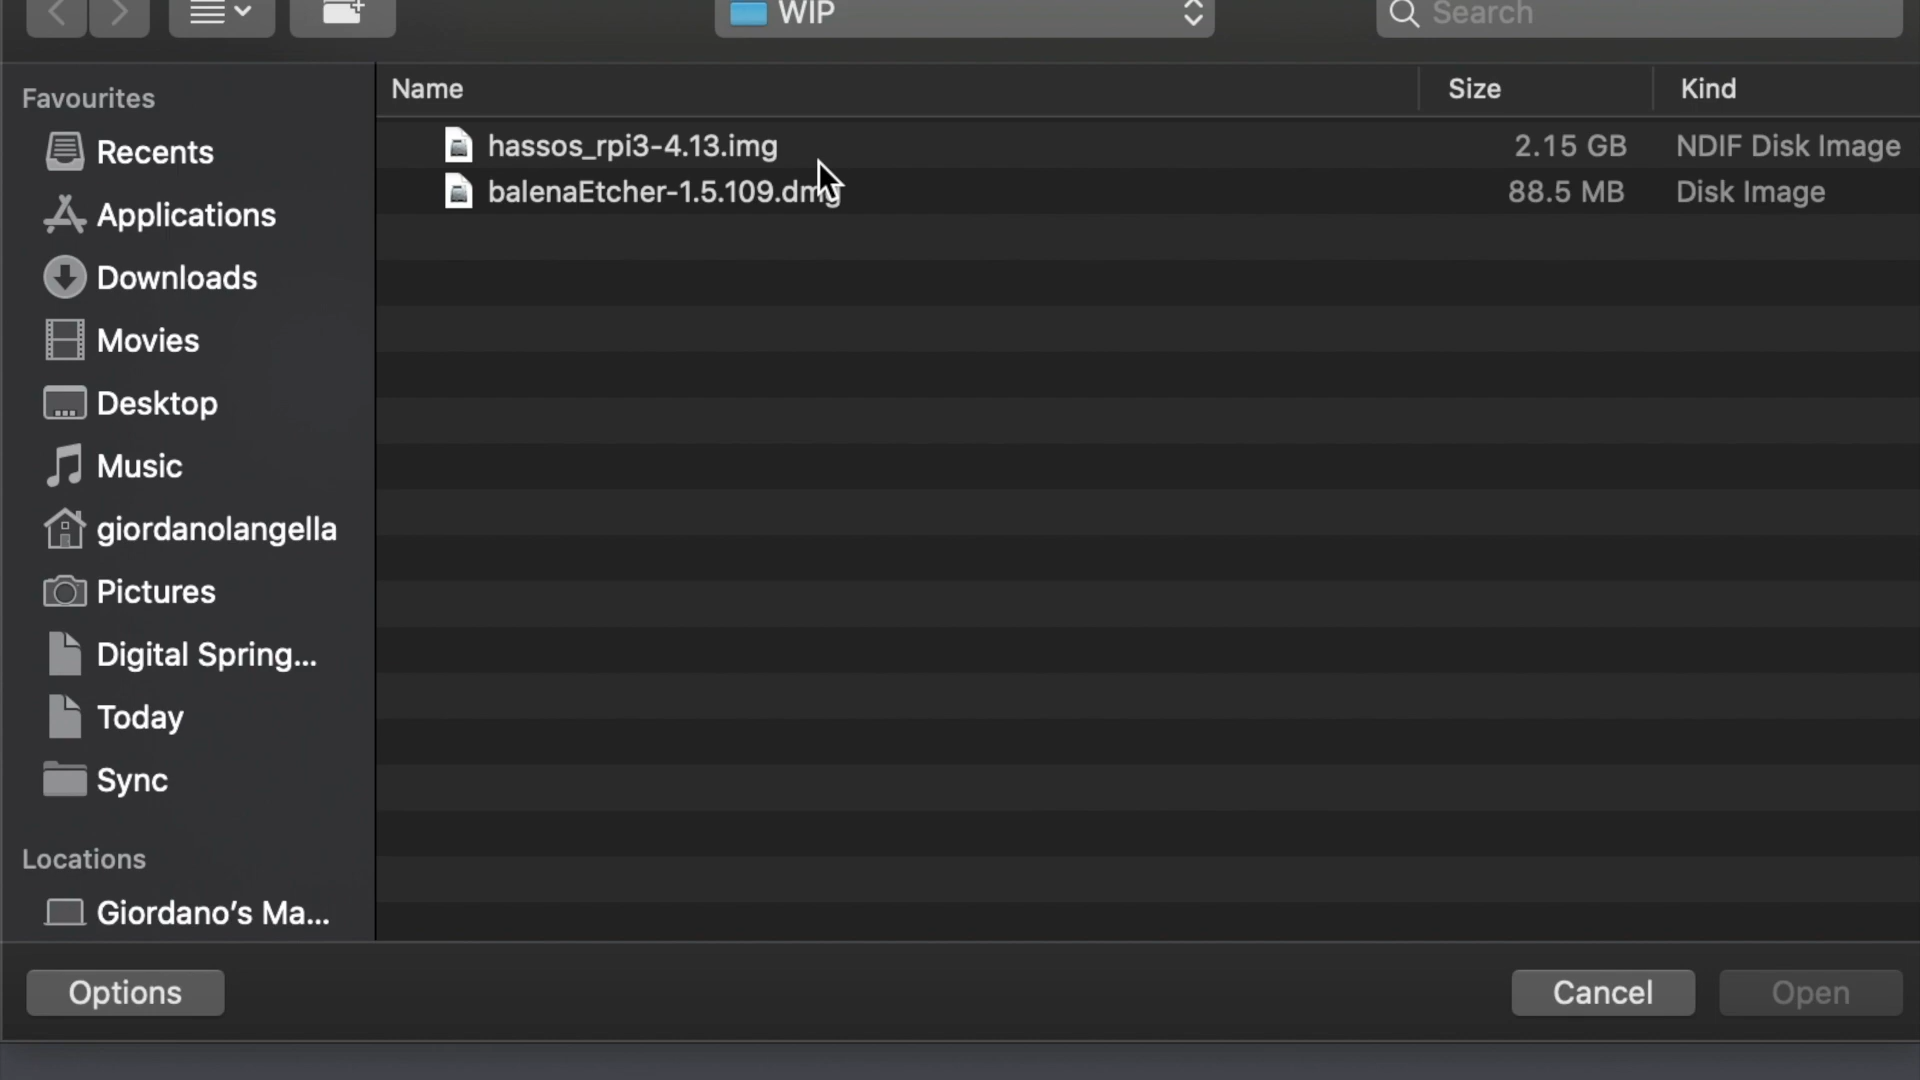 WIP
Search
Favourites
Name
Size
Kind
Recents
hassos_rpi3-4.13.img
2.15 GB
NDIF Disk Image
balenaEtcher-1.5.109.dmg
88.5 MB
Disk Image
Applications
Downloads
Movies
Desktop
Music
giordanolangella
Pictures
Digital Spring...
Today
Sync
Locations
Giordano’s Ma...
Options
Cancel
Open